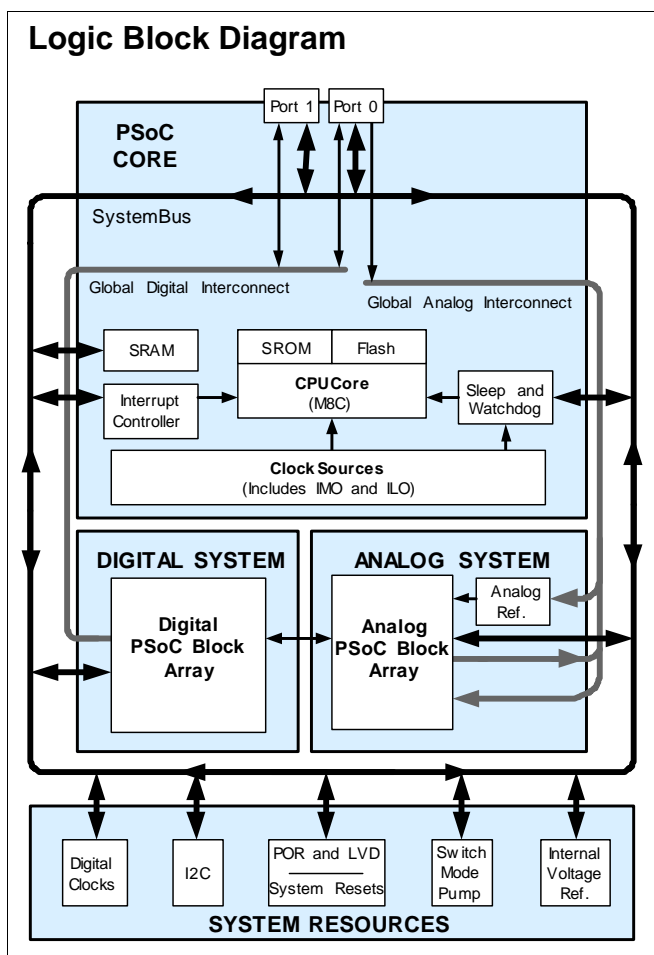 Logic Block Diagram
Port 1
Port 0
PSoC
CORE
SystemBus
Global Digital Interconnect
Global Analog Interconnect
SRAM
SROM
Flash
CPUCore
(M8C)
Interrupt
Controller
Sleep and
Watchdog
ClockSources
(Includes IMO and ILO)
DIGITAL SYSTEM
Digital
PSoC Block
Array
ANALOG SYSTEM
Analog
PSoC Block
Array
Analog
Ref.
Digital
Clocks
I2C
POR and LVD
System Resets
Switch
Mode
Pump
Internal
Voltage
Ref.
SYSTEM RESOURCES